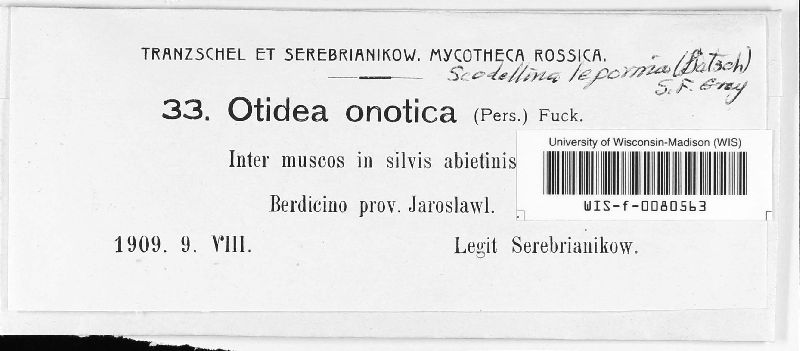 TRANZSCHEL ET SEREBRIANIKOW. MYCOTHECA ROSSICA.
Scodellina leporina (Batsch)
S.F. Gray
33. Otidea onotica (Pers.) Fuck.
Inter muscos in silvis abietinis
University of Wisconsin-Madison (WIS)
WIS-f-0080563
Berdicino prov. Jaroslawl.
1909. 9. VIII. Legit Serebrianikow.